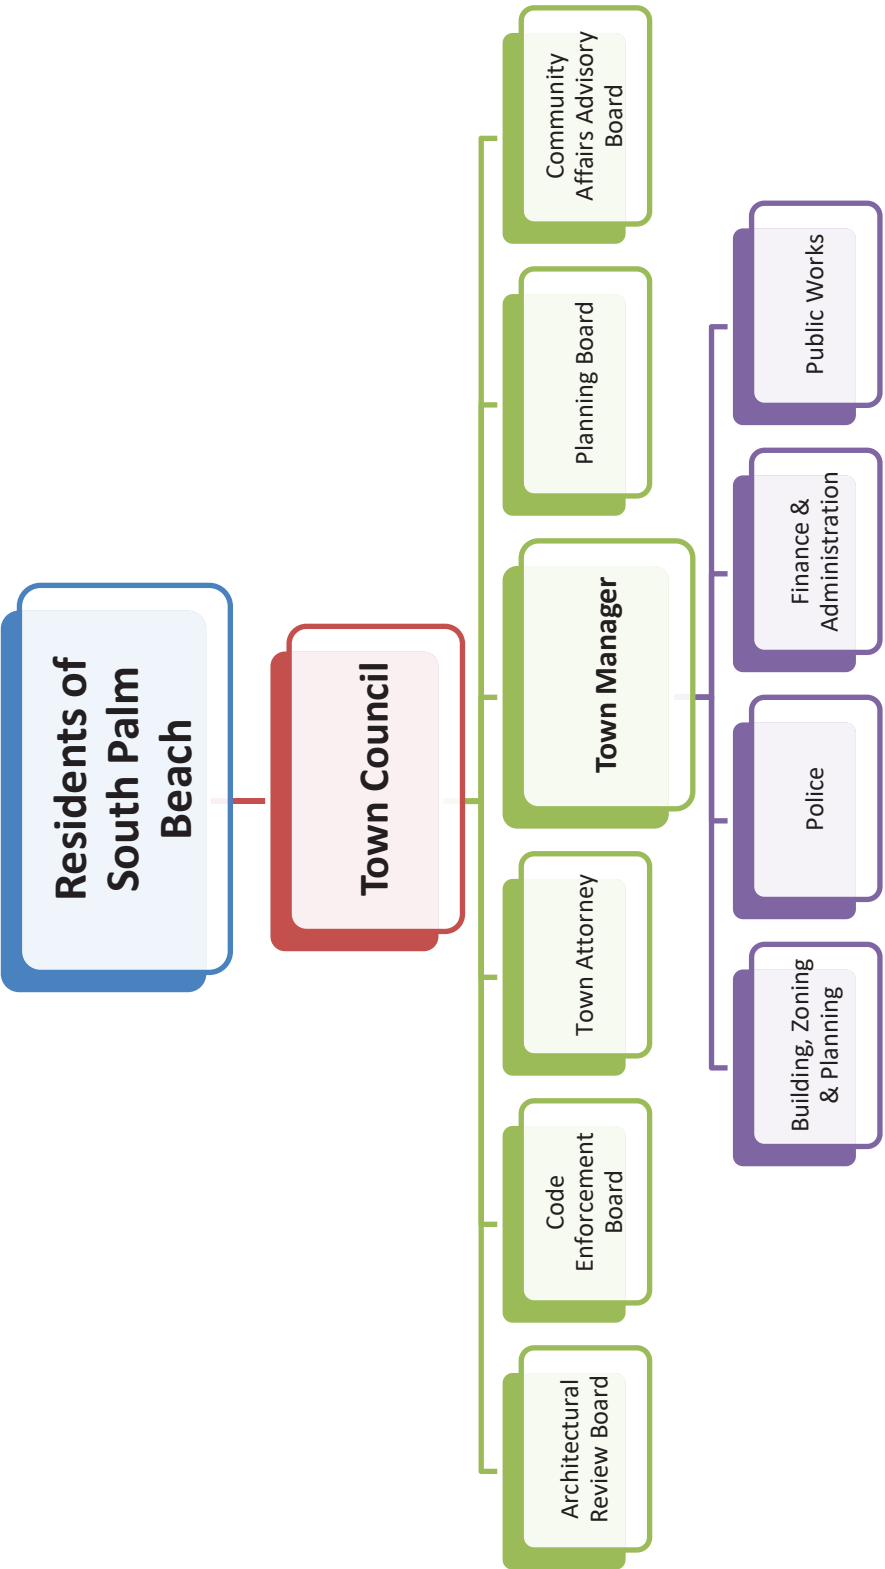 Residents of
South Palm
Beach
Town Council
Architectural
Review Board
Code
Enforcement
Board
Town Attorney
Town Manager
Planning Board
Community
Affairs Advisory
Board
Building, Zoning
& Planning
Police
Finance &
Administration
Public Works